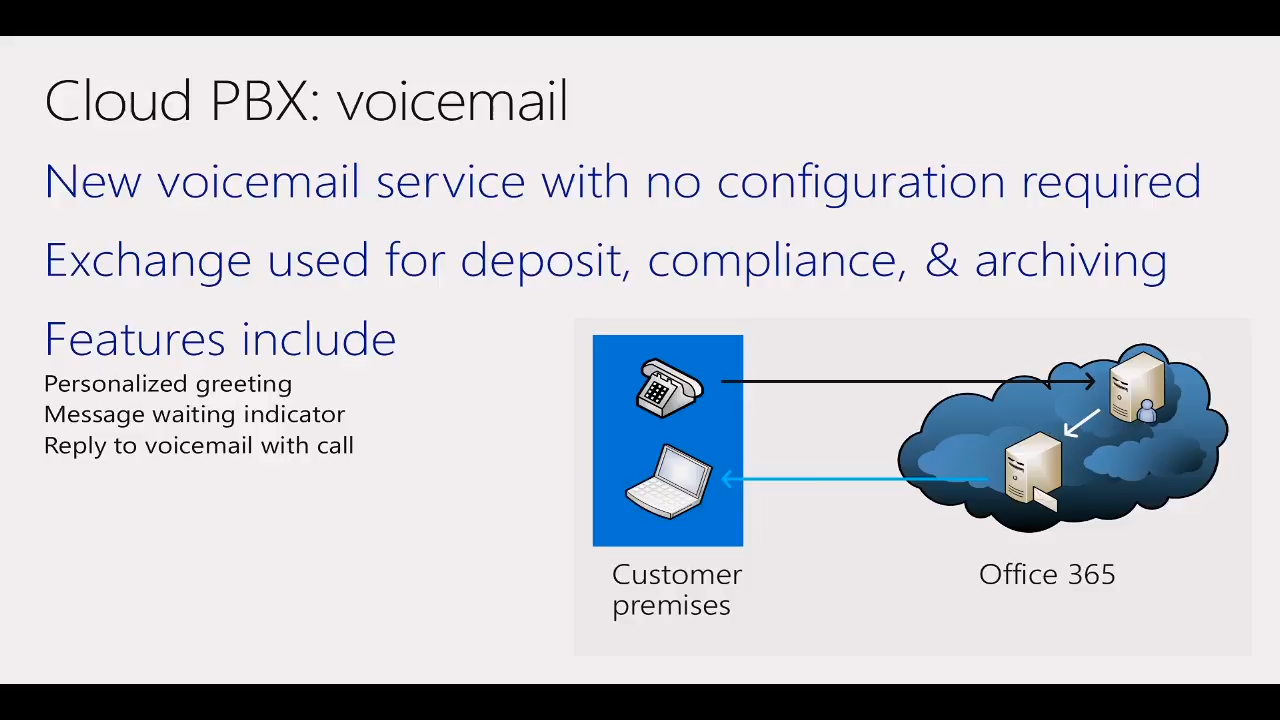 Cloud PBX: voicemail
New voicemail service with no configuration required
Exchange used for deposit, compliance, & archiving
Features include
Personalized greeting
Message waiting indicator
Reply to voicemail with call
Customer
premises
Office 365